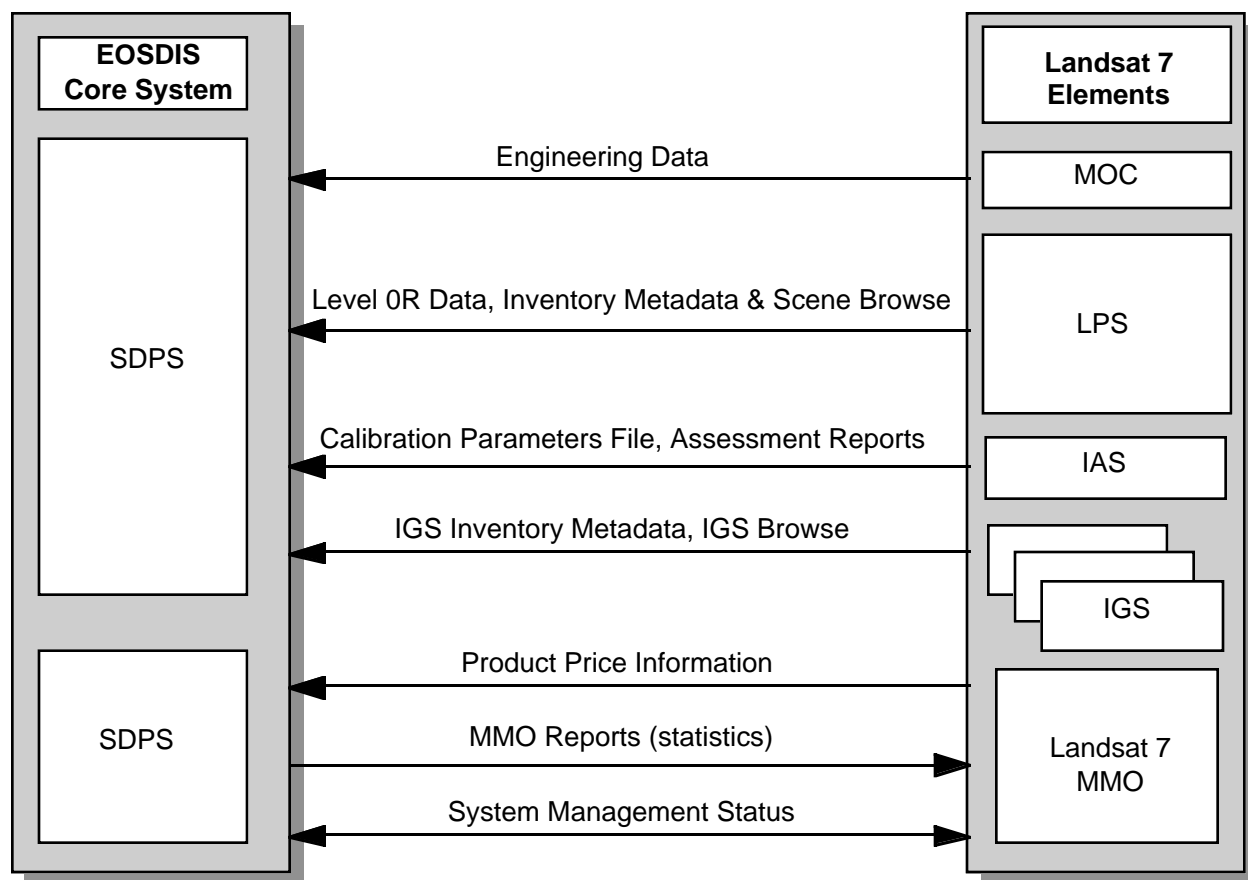 EOSDIS
Core System
Landsat 7
Elements
Engineering Data
MOC
Level 0R Data, Inventory Metadata & Scene Browse
LPS
SDPS
Calibration Parameters File, Assessment Reports
IAS
IGS Inventory Metadata, IGS Browse
IGS
Product Price Information
SDPS
MMO Reports (statistics)
Landsat 7
MMO
System Management Status